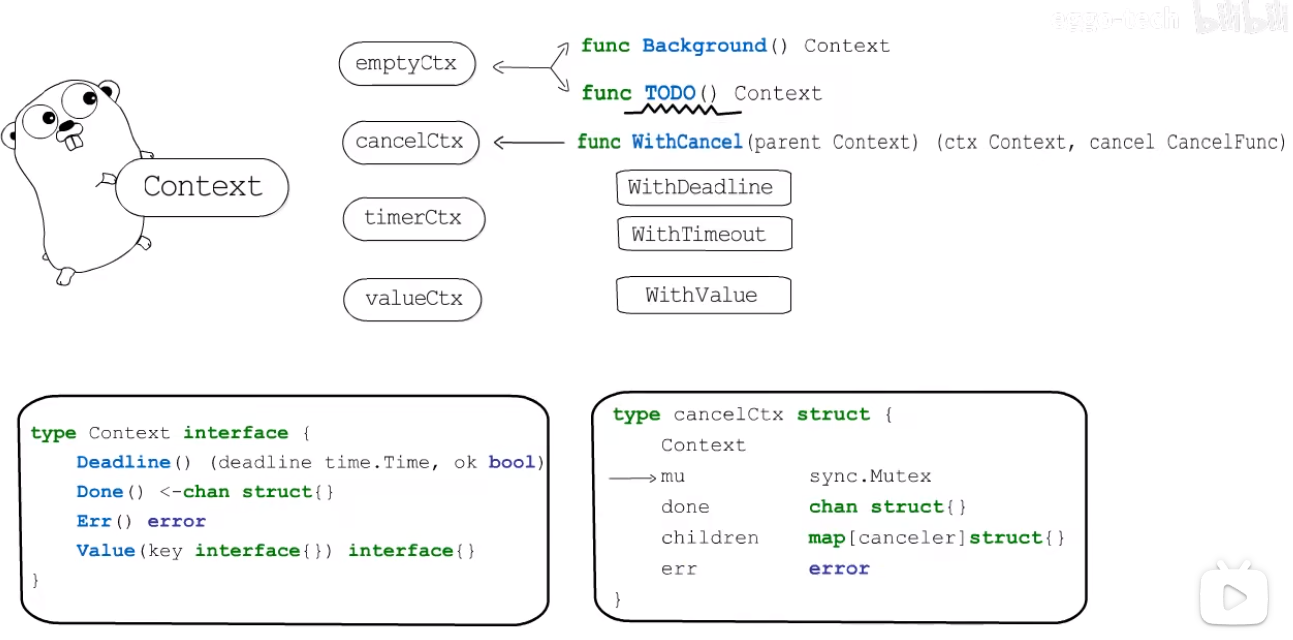 eggo-tech bilibili
emptyCtx
func Background() Context
func TODO() Context
cancelCtx
func WithCancel(parent Context) (ctx Context, cancel CancelFunc)
Context
WithDeadline
timerCtx
WithTimeout
valueCtx
WithValue
type Context interface {
Deadline() (deadline time.Time, ok bool)
Done() <-chan struct{}
Err() error
Value(key interface{}) interface{}
}
type cancelCtx struct {
Context
mu sync.Mutex
done chan struct{}
children map[canceler]struct{}
err error
}